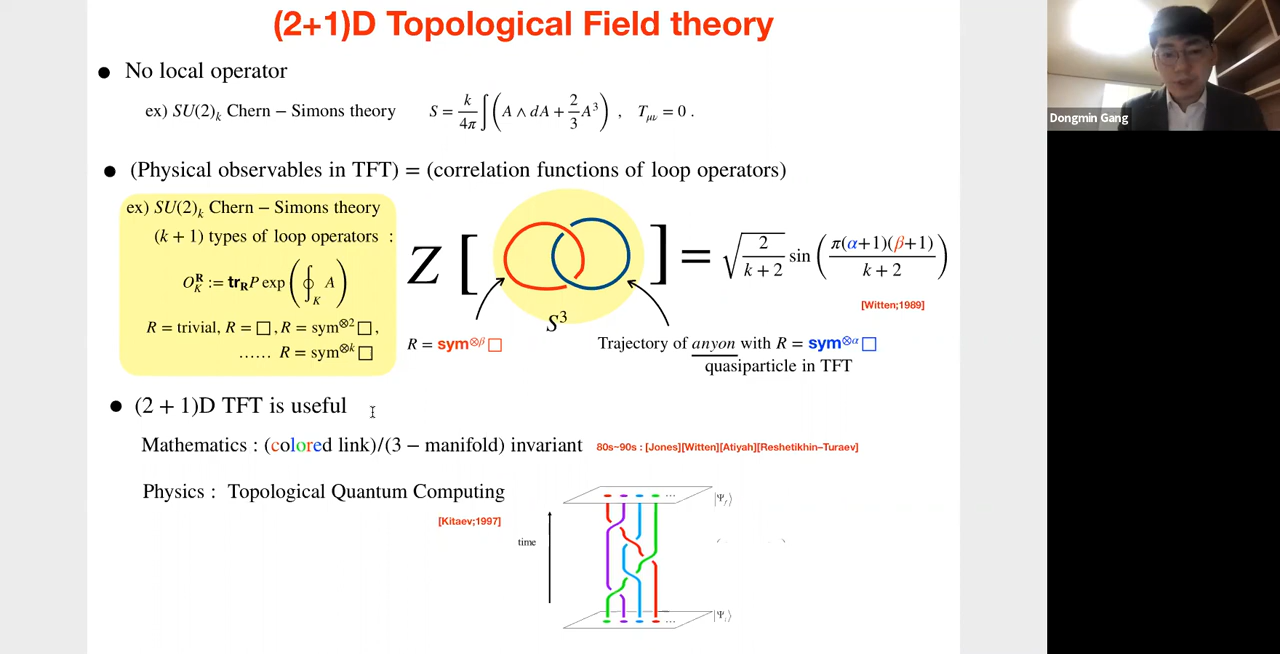 (2+1)D Topological Field theory
● No local operator
ex) SU(2)ₖ Chern − Simons theory S = k/4π ∫ (A ∧ dA + 2/3 A³) , T_μν = 0 .
● (Physical observables in TFT) = (correlation functions of loop operators)
ex) SU(2)ₖ Chern − Simons theory
(k + 1) types of loop operators :
O_K^R := tr_R P exp (∮_K A)
R = trivial, R = □, R = sym^⊗2 □,
...... R = sym^⊗k □
Z [ ] = √(2/(k+2)) sin (π(α+1)(β+1)/(k+2))
[Witten;1989]
S³
R = sym^⊗β □
Trajectory of anyon with R = sym^⊗α □
quasiparticle in TFT
● (2 + 1)D TFT is useful
Mathematics : (colored link)/(3 − manifold) invariant 80s~90s : [Jones][Witten][Atiyah][Reshetikhin–Turaev]
Physics : Topological Quantum Computing
[Kitaev;1997]
time
...
|Ψ_f⟩
...
|Ψ_i⟩
Dongmin Gang